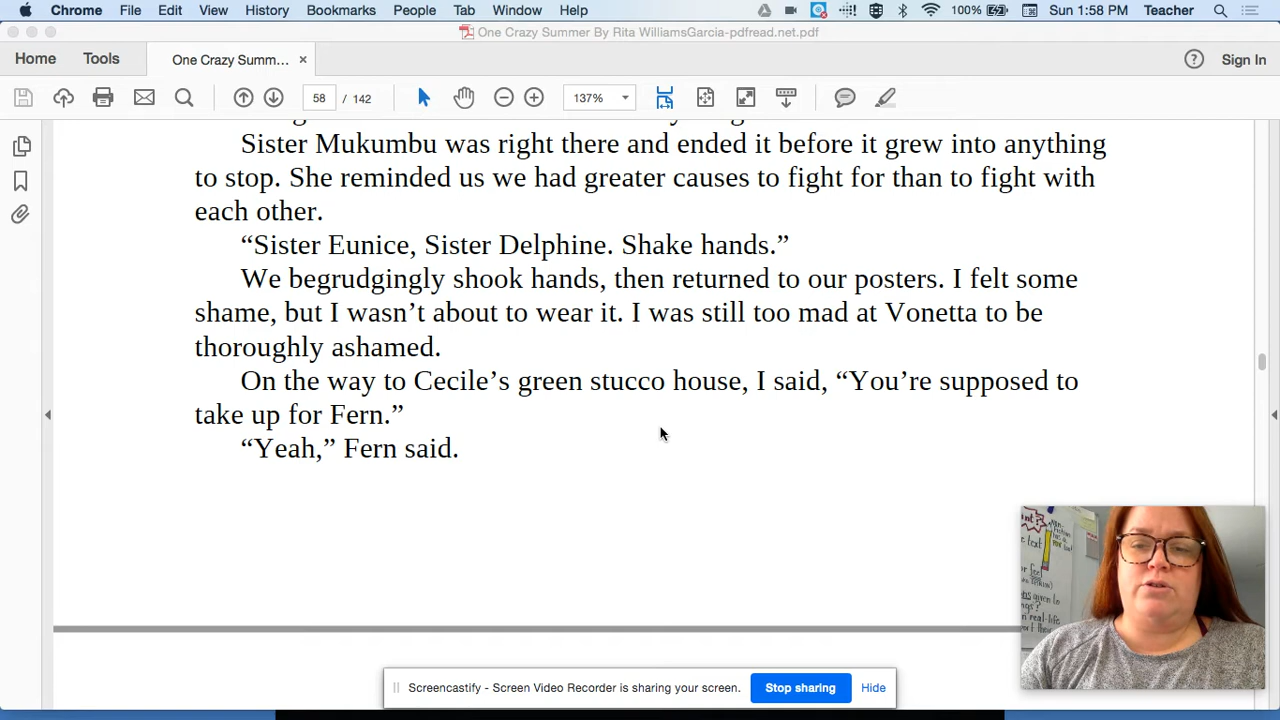 Chrome File Edit View History Bookmarks People Tab Window Help 100% Sun 1:58 PM Teacher
One Crazy Summer By Rita WilliamsGarcia-pdfread.net.pdf
Home Tools One Crazy Summ... × ? Sign In
58 / 142 137%
Sister Mukumbu was right there and ended it before it grew into anything
to stop. She reminded us we had greater causes to fight for than to fight with
each other.
“Sister Eunice, Sister Delphine. Shake hands.”
We begrudgingly shook hands, then returned to our posters. I felt some
shame, but I wasn’t about to wear it. I was still too mad at Vonetta to be
thoroughly ashamed.
On the way to Cecile’s green stucco house, I said, “You’re supposed to
take up for Fern.”
“Yeah,” Fern said.
Screencastify - Screen Video Recorder is sharing your screen. Stop sharing Hide